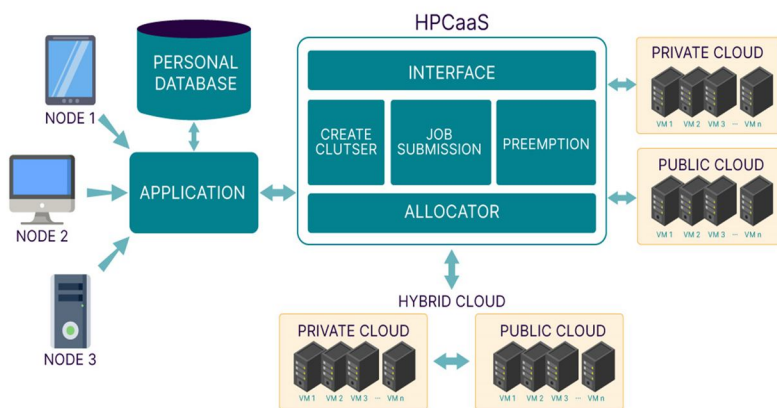 HPCaaS
PERSONAL
DATABASE
NODE 1
NODE 2
NODE 3
APPLICATION
INTERFACE
CREATE
CLUTSER
JOB
SUBMISSION
PREEMPTION
ALLOCATOR
PRIVATE CLOUD
VM 1 VM 2 VM 3 ... VM n
PUBLIC CLOUD
VM 1 VM 2 VM 3 ... VM n
HYBRID CLOUD
PRIVATE CLOUD
VM 1 VM 2 VM 3 ... VM n
PUBLIC CLOUD
VM 1 VM 2 VM 3 ... VM n